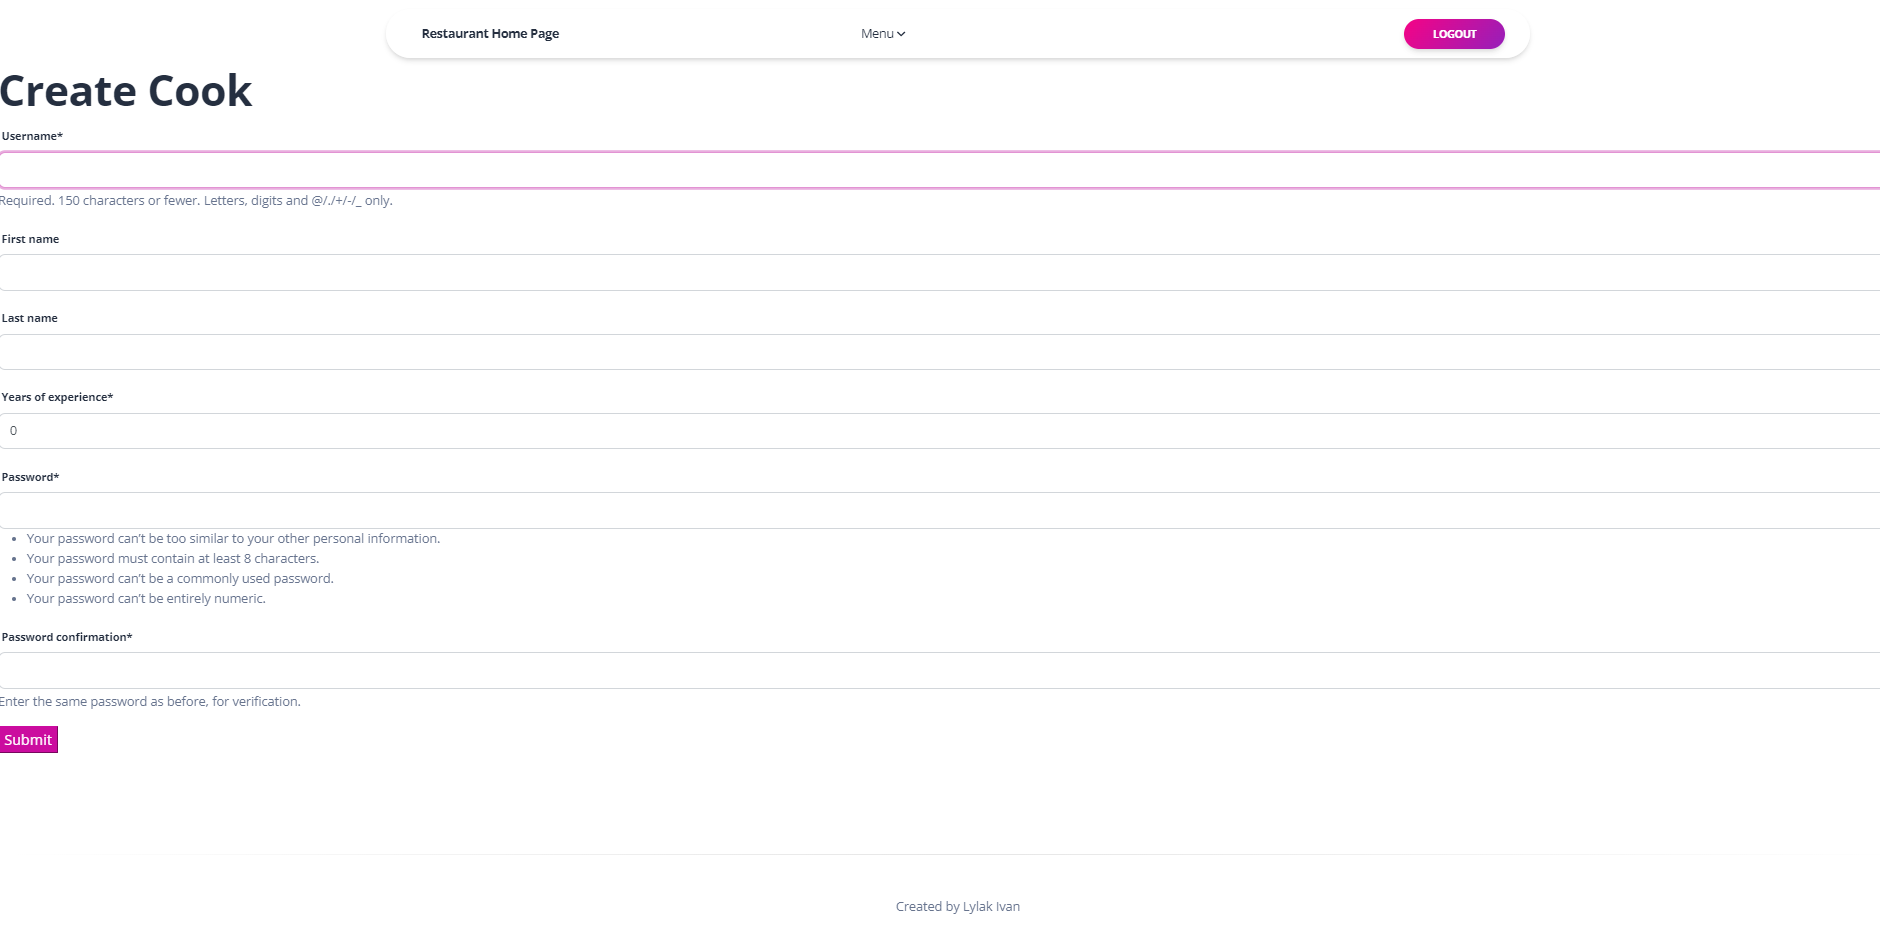 Restaurant Home Page
Menu
LOGOUT
Create Cook
Username*
Required. 150 characters or fewer. Letters, digits and @/./+/-/_ only.
First name
Last name
Years of experience*
0
Password*
Your password can't be too similar to your other personal information.
Your password must contain at least 8 characters.
Your password can't be a commonly used password.
Your password can't be entirely numeric.
Password confirmation*
Enter the same password as before, for verification.
Submit
Created by Lylak Ivan